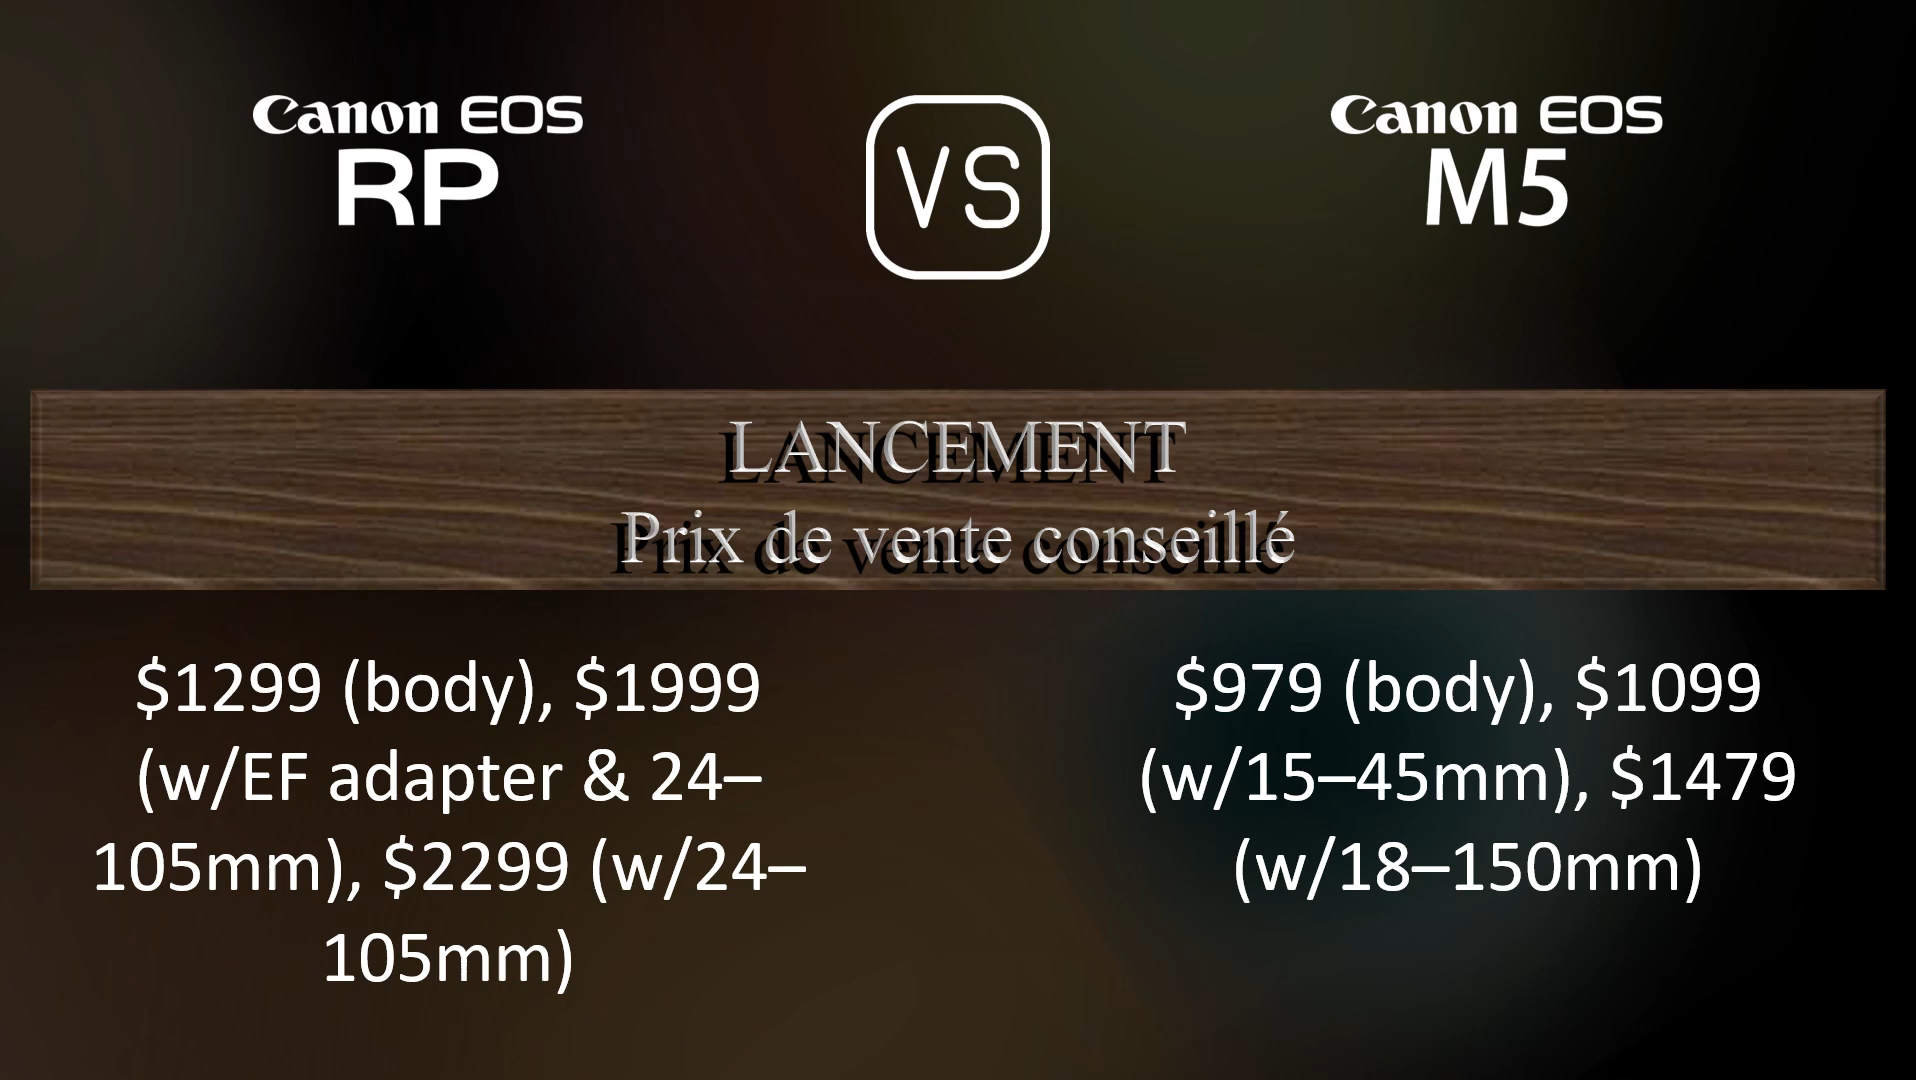 Canon EOS
RP
VS
Canon EOS
M5
LANCEMENT
Prix de vente conseillé
$1299 (body), $1999
(w/EF adapter & 24–
105mm), $2299 (w/24–
105mm)
$979 (body), $1099
(w/15–45mm), $1479
(w/18–150mm)